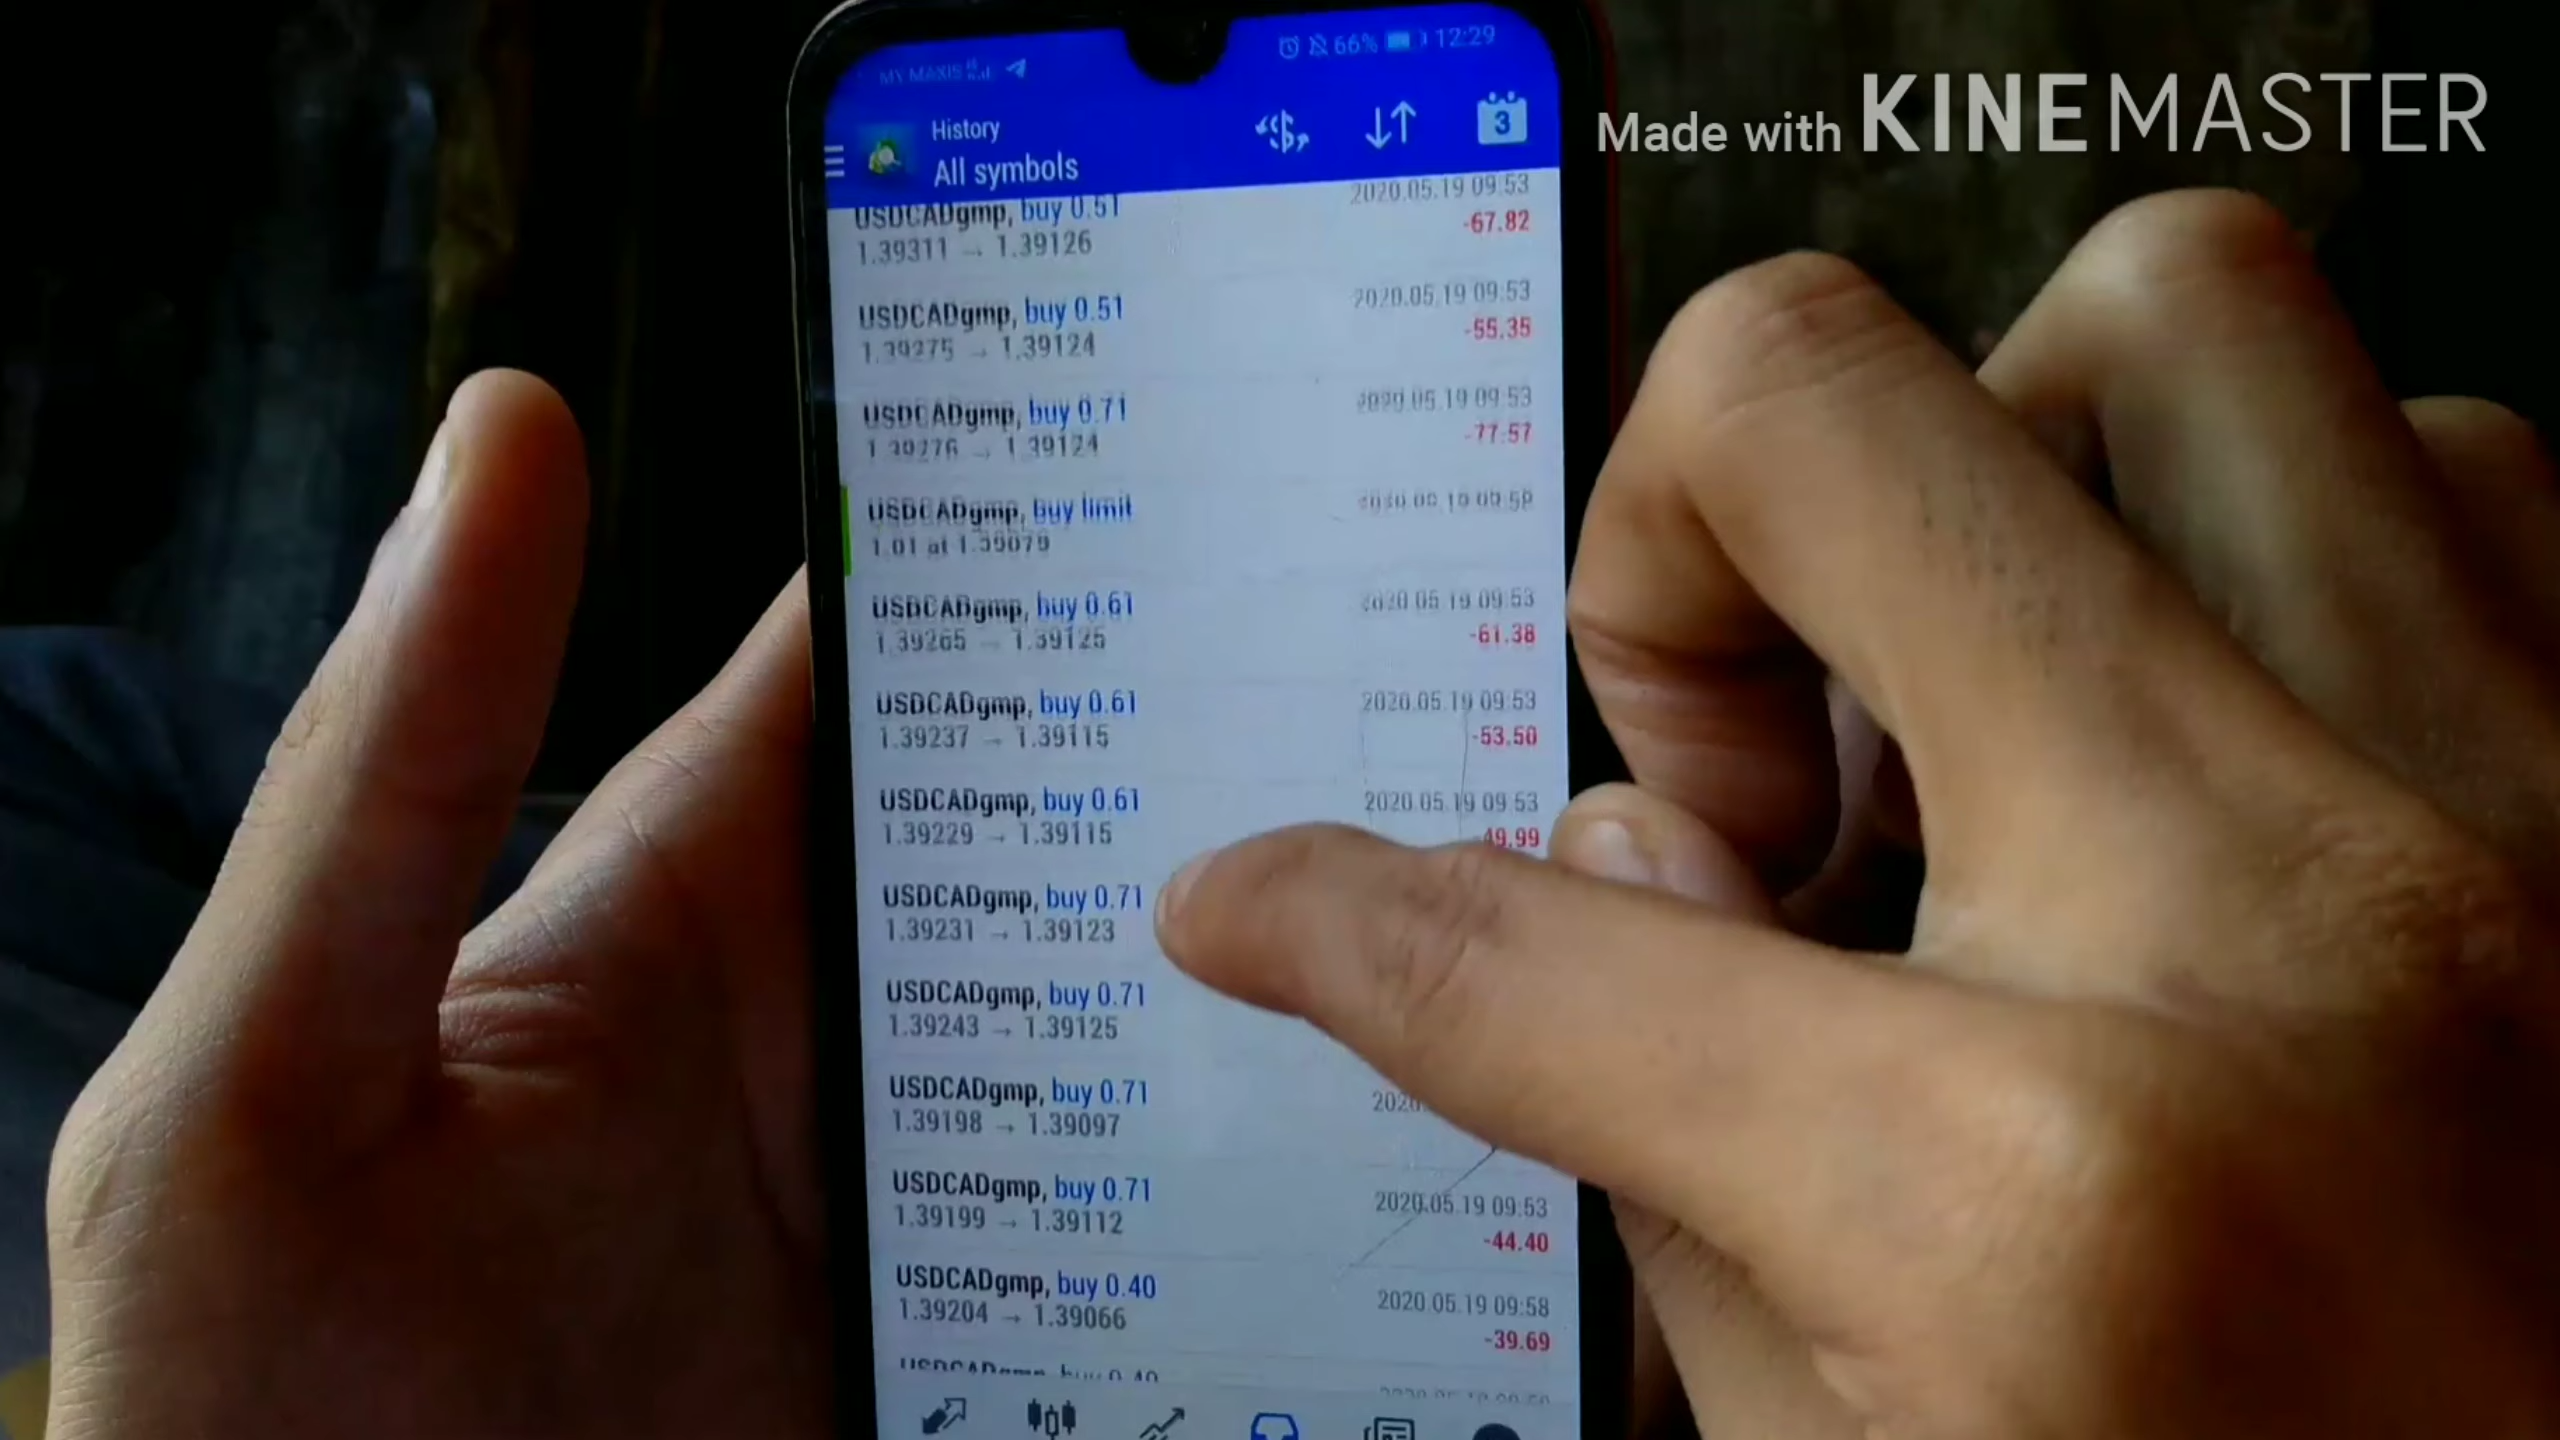 MY MAXIS
66% 12:29
Made with KINEMASTER
History
All symbols
3
USDCADgmp, buy 0.51 2020.05.19 09:53
1.39311 → 1.39126 -67.82
USDCADgmp, buy 0.51 2020.05.19 09:53
1.39275 → 1.39124 -55.35
USDCADgmp, buy 0.71 2020.05.19 09:53
1.39276 → 1.39124 -77.57
USDCADgmp, buy limit
1.01 at 1.39079
USDCADgmp, buy 0.61 2020.05.19 09:53
1.39265 → 1.39125 -61.38
USDCADgmp, buy 0.61 2020.05.19 09:53
1.39237 → 1.39115 -53.50
USDCADgmp, buy 0.61 2020.05.19 09:53
1.39229 → 1.39115 -49.99
USDCADgmp, buy 0.71
1.39231 → 1.39123
USDCADgmp, buy 0.71
1.39243 → 1.39125
USDCADgmp, buy 0.71 2020
1.39198 → 1.39097
USDCADgmp, buy 0.71 2020.05.19 09:53
1.39199 → 1.39112 -44.40
USDCADgmp, buy 0.40 2020.05.19 09:58
1.39204 → 1.39066 -39.69